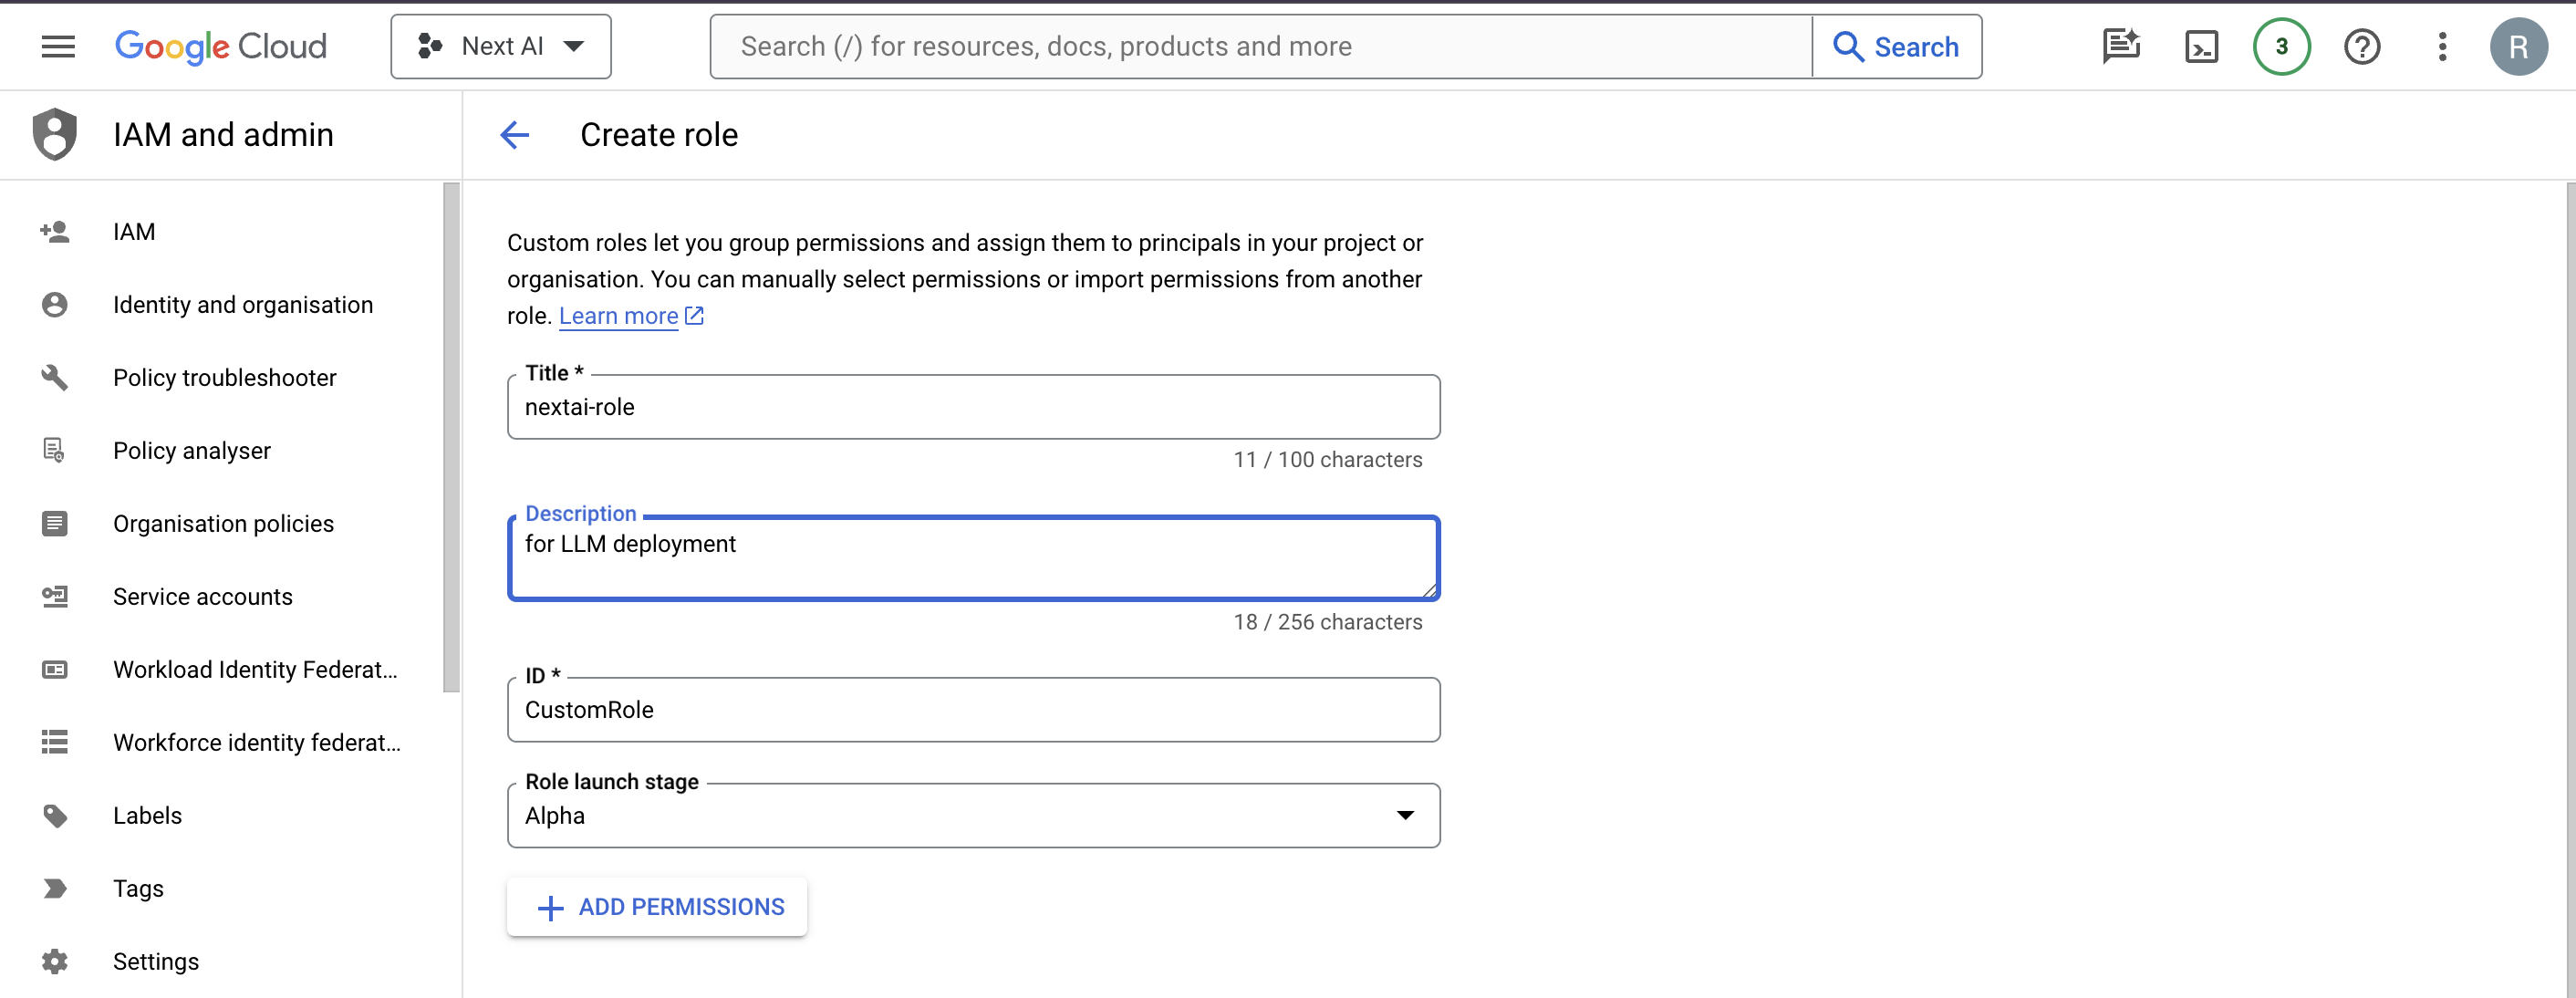 Google Cloud
Next AI
Search (/) for resources, docs, products and more
Search
3
R
IAM and admin
Create role
IAM
Identity and organisation
Policy troubleshooter
Policy analyser
Organisation policies
Service accounts
Workload Identity Federat...
Workforce identity federat...
Labels
Tags
Settings
Custom roles let you group permissions and assign them to principals in your project or
organisation. You can manually select permissions or import permissions from another
role. Learn more
Title *
nextai-role
11 / 100 characters
Description
for LLM deployment
18 / 256 characters
ID *
CustomRole
Role launch stage
Alpha
ADD PERMISSIONS